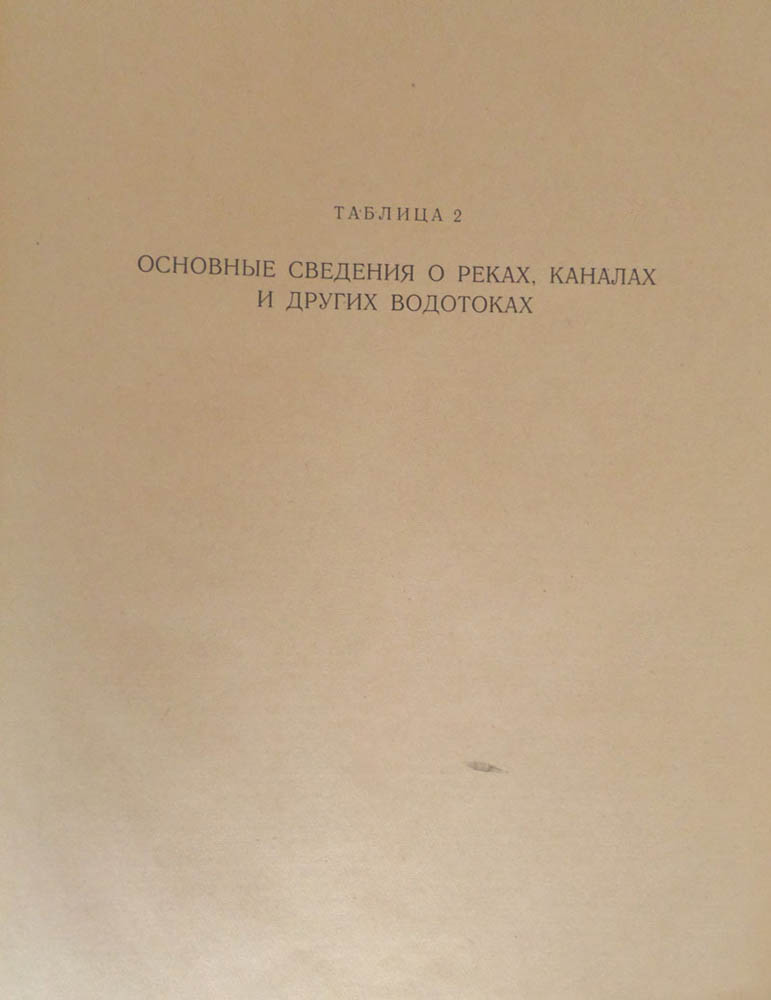 ТАБЛИЦА 2
ОСНОВНЫЕ СВЕДЕНИЯ О РЕКАХ, КАНАЛАХ
И ДРУГИХ ВОДОТОКАХ